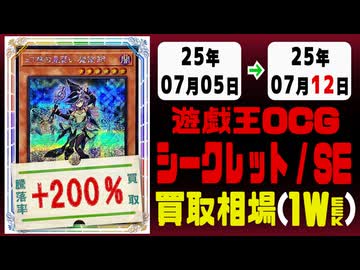 25年
07月05日
25年
07月12日
遊戯王OCG
シークレット/SE
買取相場(1WEEK)
騰落率
+200%
買取